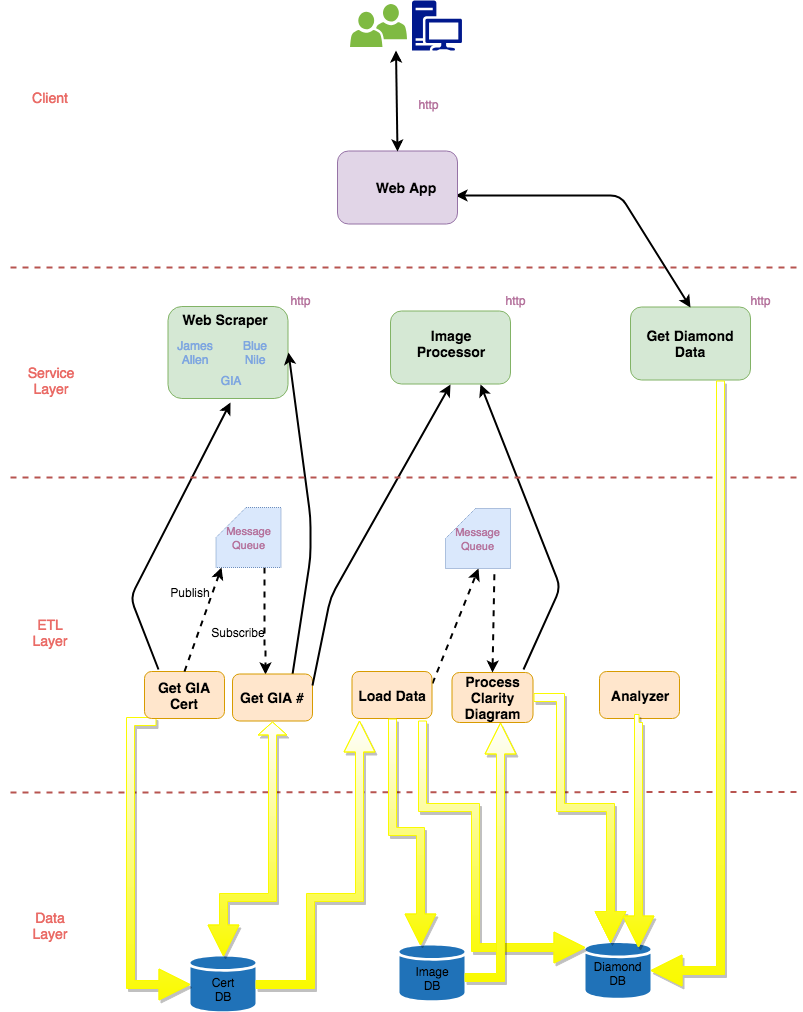 Client
http
Web App
http
http
http
Web Scraper
James
Allen
Blue
Nile
GIA
Image
Processor
Get Diamond
Data
Service
Layer
Message
Queue
Message
Queue
Publish
Subscribe
ETL
Layer
Get GIA
Cert
Get GIA #
Load Data
Process
Clarity
Diagram
Analyzer
Data
Layer
Cert
DB
Image
DB
Diamond
DB